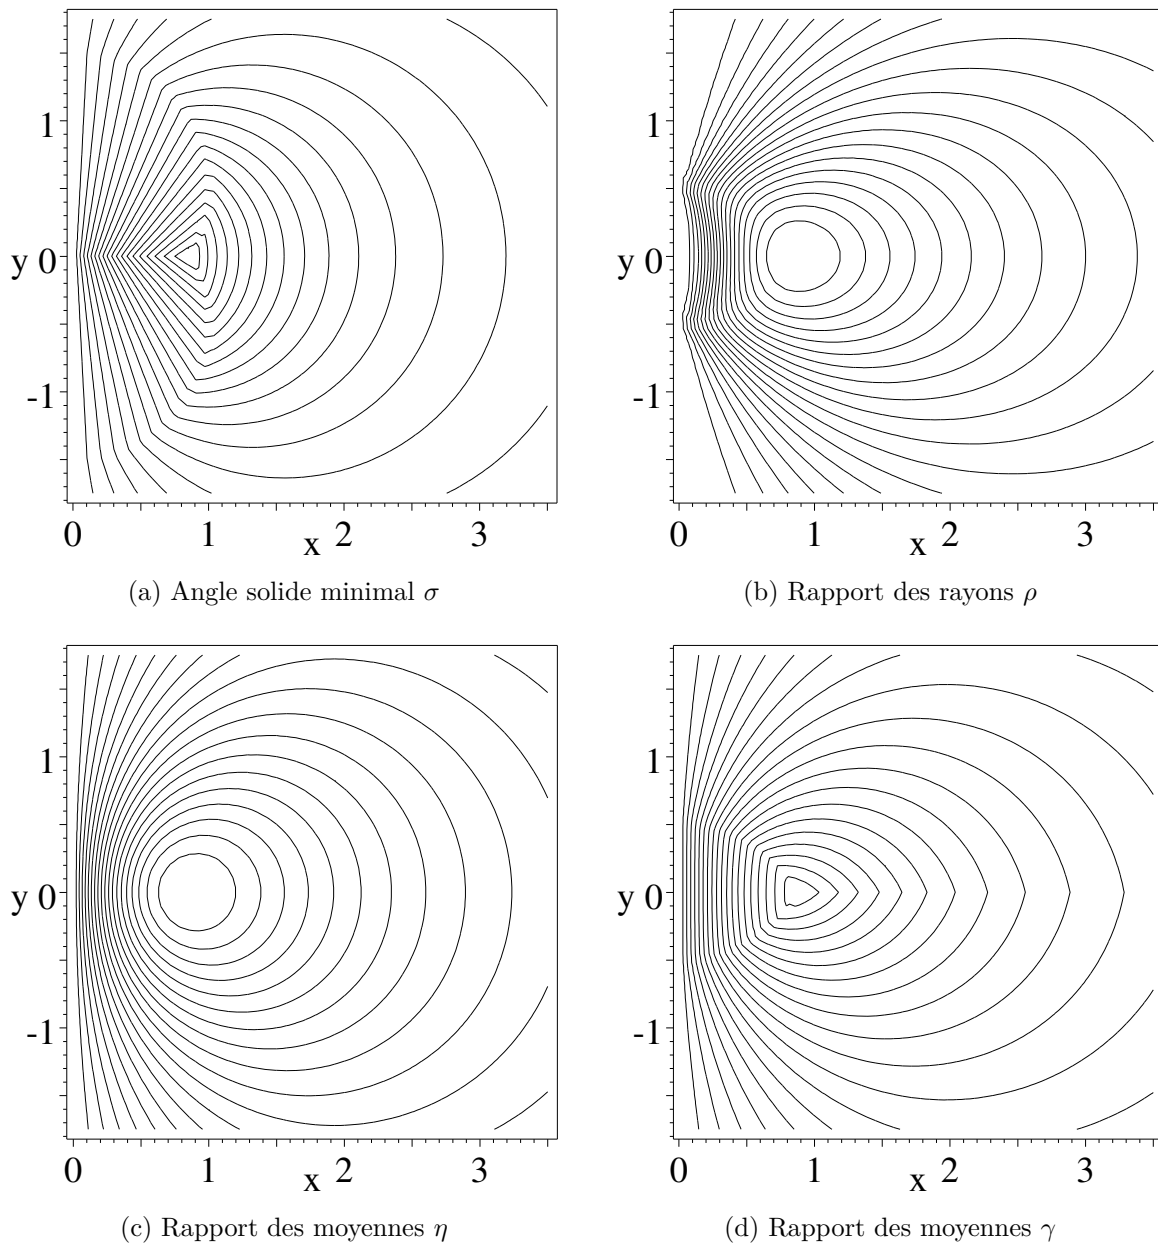 1
y 0
-1
0 1 x 2 3
(a) Angle solide minimal σ
1
y 0
-1
0 1 x 2 3
(b) Rapport des rayons ρ
1
y 0
-1
0 1 x 2 3
(c) Rapport des moyennes η
1
y 0
-1
0 1 x 2 3
(d) Rapport des moyennes γ